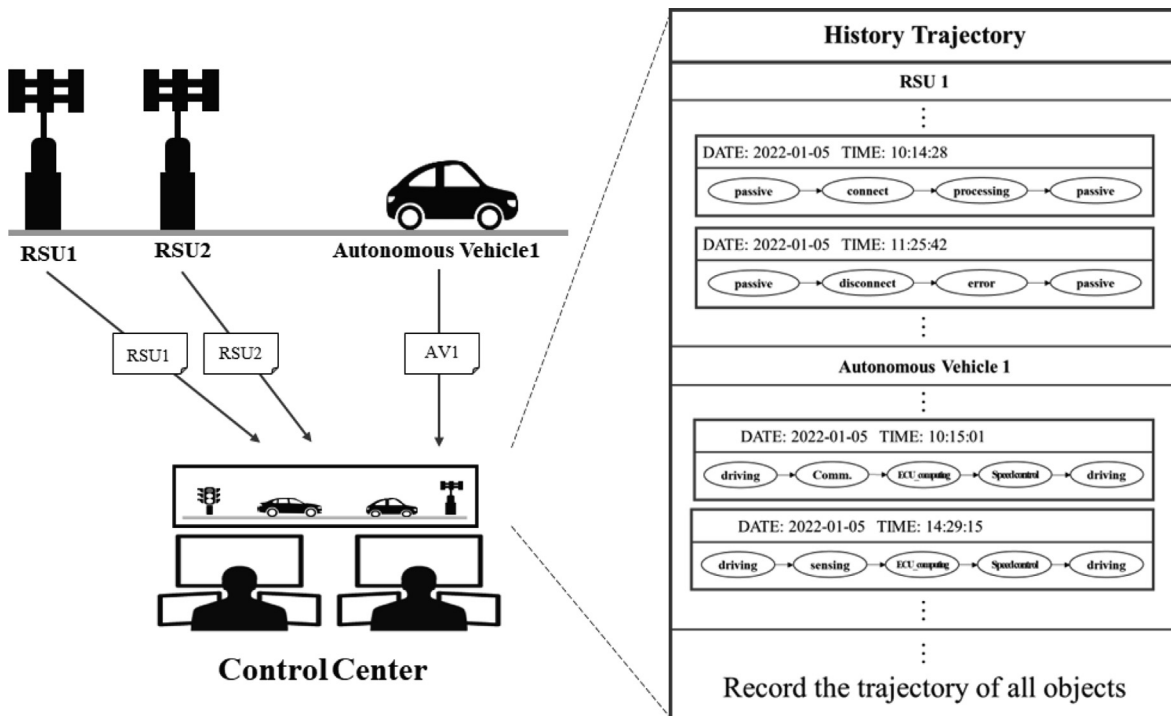 RSU1
RSU2
Autonomous Vehicle1
RSU1
RSU2
AV1
Control Center
History Trajectory
RSU 1
DATE: 2022-01-05 TIME: 10:14:28
passive connect processing passive
DATE: 2022-01-05 TIME: 11:25:42
passive disconnect error passive
Autonomous Vehicle 1
DATE: 2022-01-05 TIME: 10:15:01
driving Comm. ECU_computing Speedcontrol driving
DATE: 2022-01-05 TIME: 14:29:15
driving sensing ECU_computing Speedcontrol driving
Record the trajectory of all objects